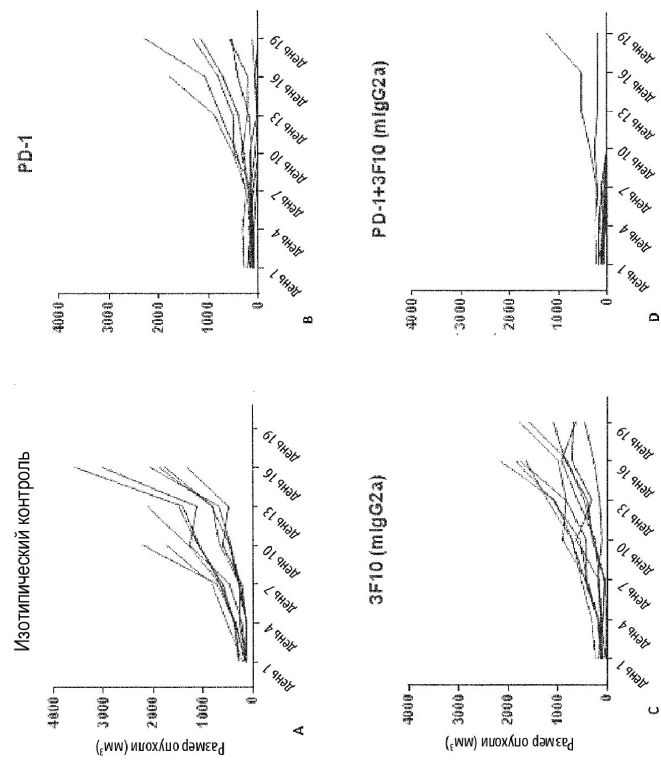 Изотипический контроль
Размер опухоли (мм³)
4000
3000
2000
1000
0
день 1
день 4
день 7
день 10
день 13
день 16
день 19
A
PD-1
4000
3000
2000
1000
0
день 1
день 4
день 7
день 10
день 13
день 16
день 19
B
3F10 (mIgG2a)
Размер опухоли (мм³)
4000
3000
2000
1000
0
день 1
день 4
день 7
день 10
день 13
день 16
день 19
C
PD-1+3F10 (mIgG2a)
4000
3000
2000
1000
0
день 1
день 4
день 7
день 10
день 13
день 16
день 19
D